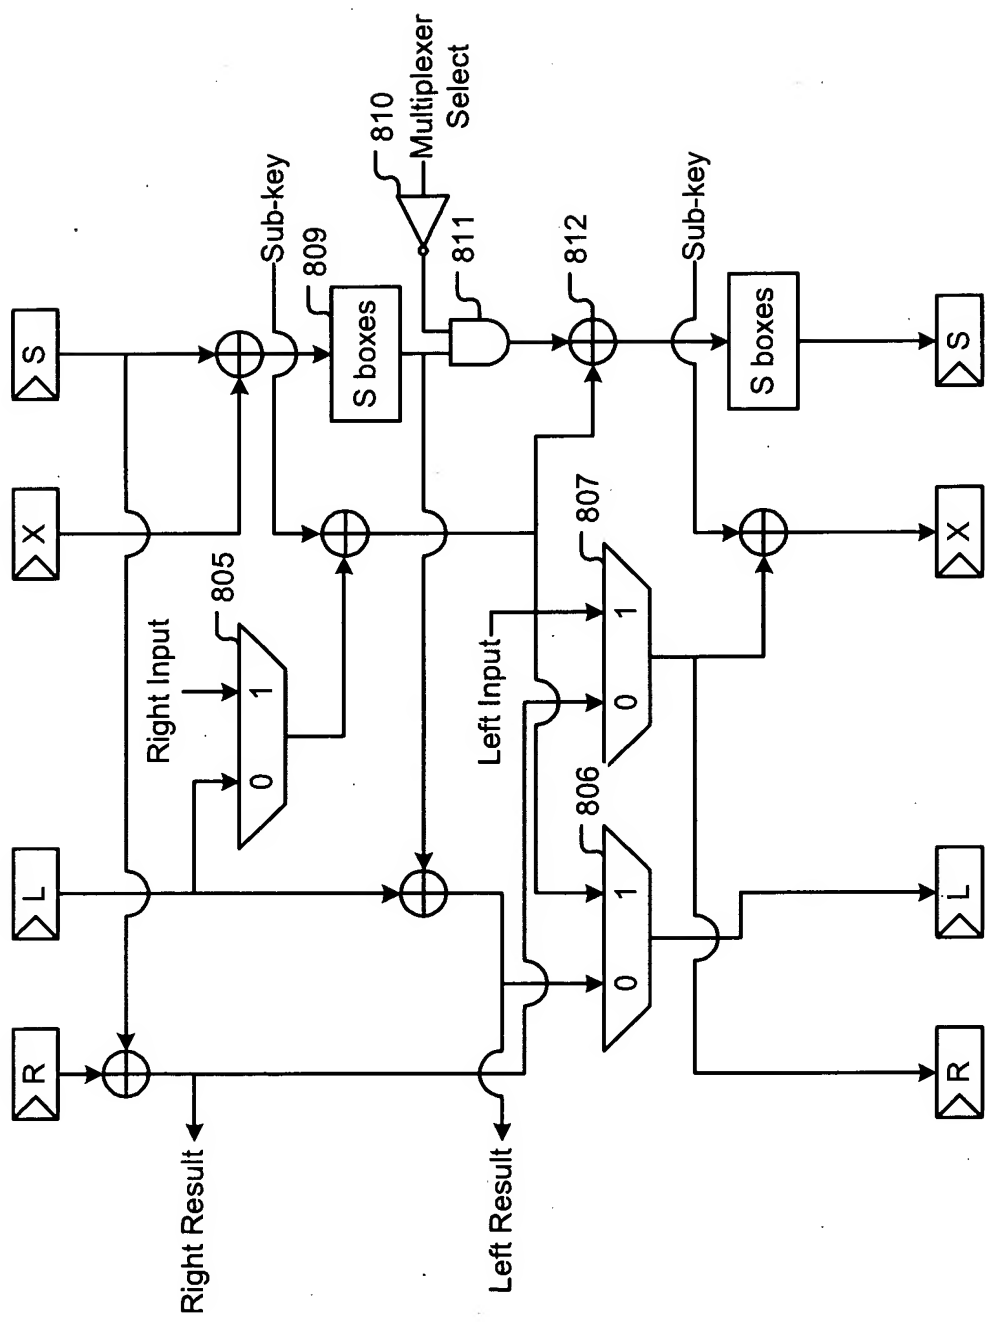 R
L
X
S
Right Result
Right Input
805
0
1
Sub-key
809
S boxes
810
Multiplexer
Select
811
812
Left Result
Left Input
806
0
1
807
0
1
Sub-key
S boxes
R
L
X
S